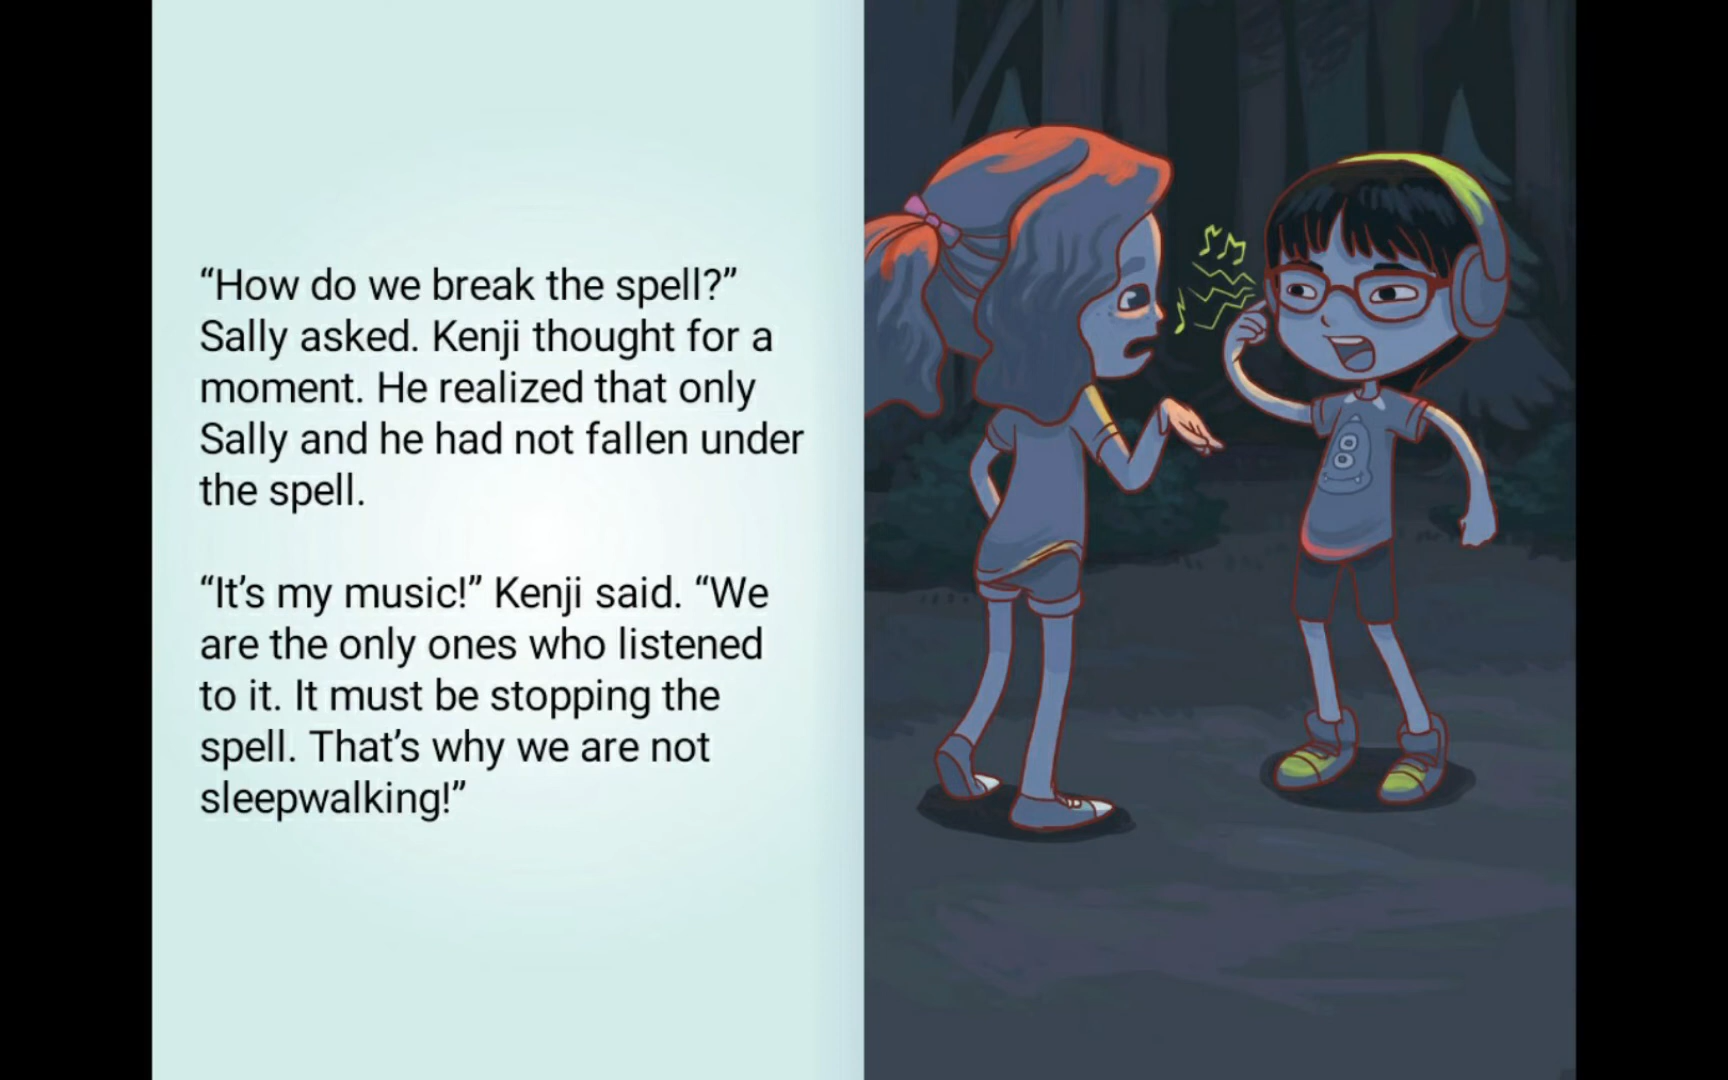 “How do we break the spell?”
Sally asked. Kenji thought for a
moment. He realized that only
Sally and he had not fallen under
the spell.
“It’s my music!” Kenji said. “We
are the only ones who listened
to it. It must be stopping the
spell. That’s why we are not
sleepwalking!”